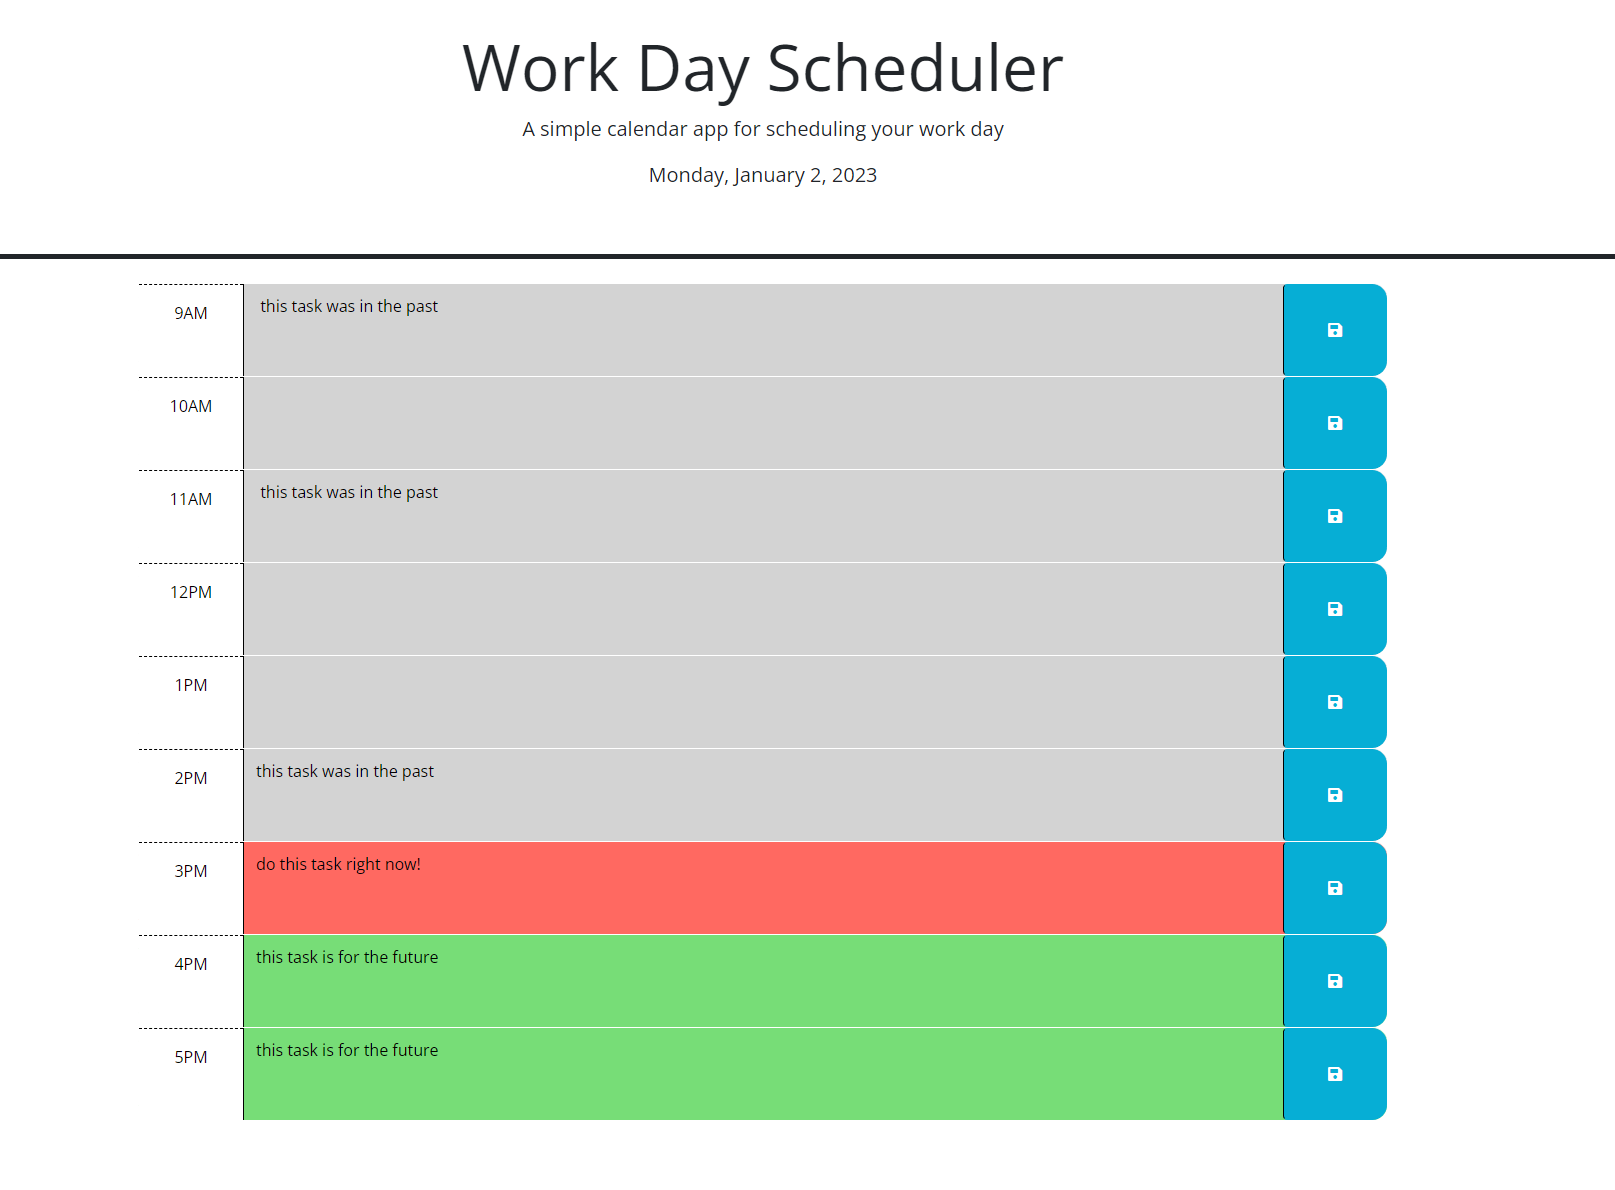 Work Day Scheduler
A simple calendar app for scheduling your work day
Monday, January 2, 2023
9AM this task was in the past
10AM
11AM this task was in the past
12PM
1PM
2PM this task was in the past
3PM do this task right now!
4PM this task is for the future
5PM this task is for the future